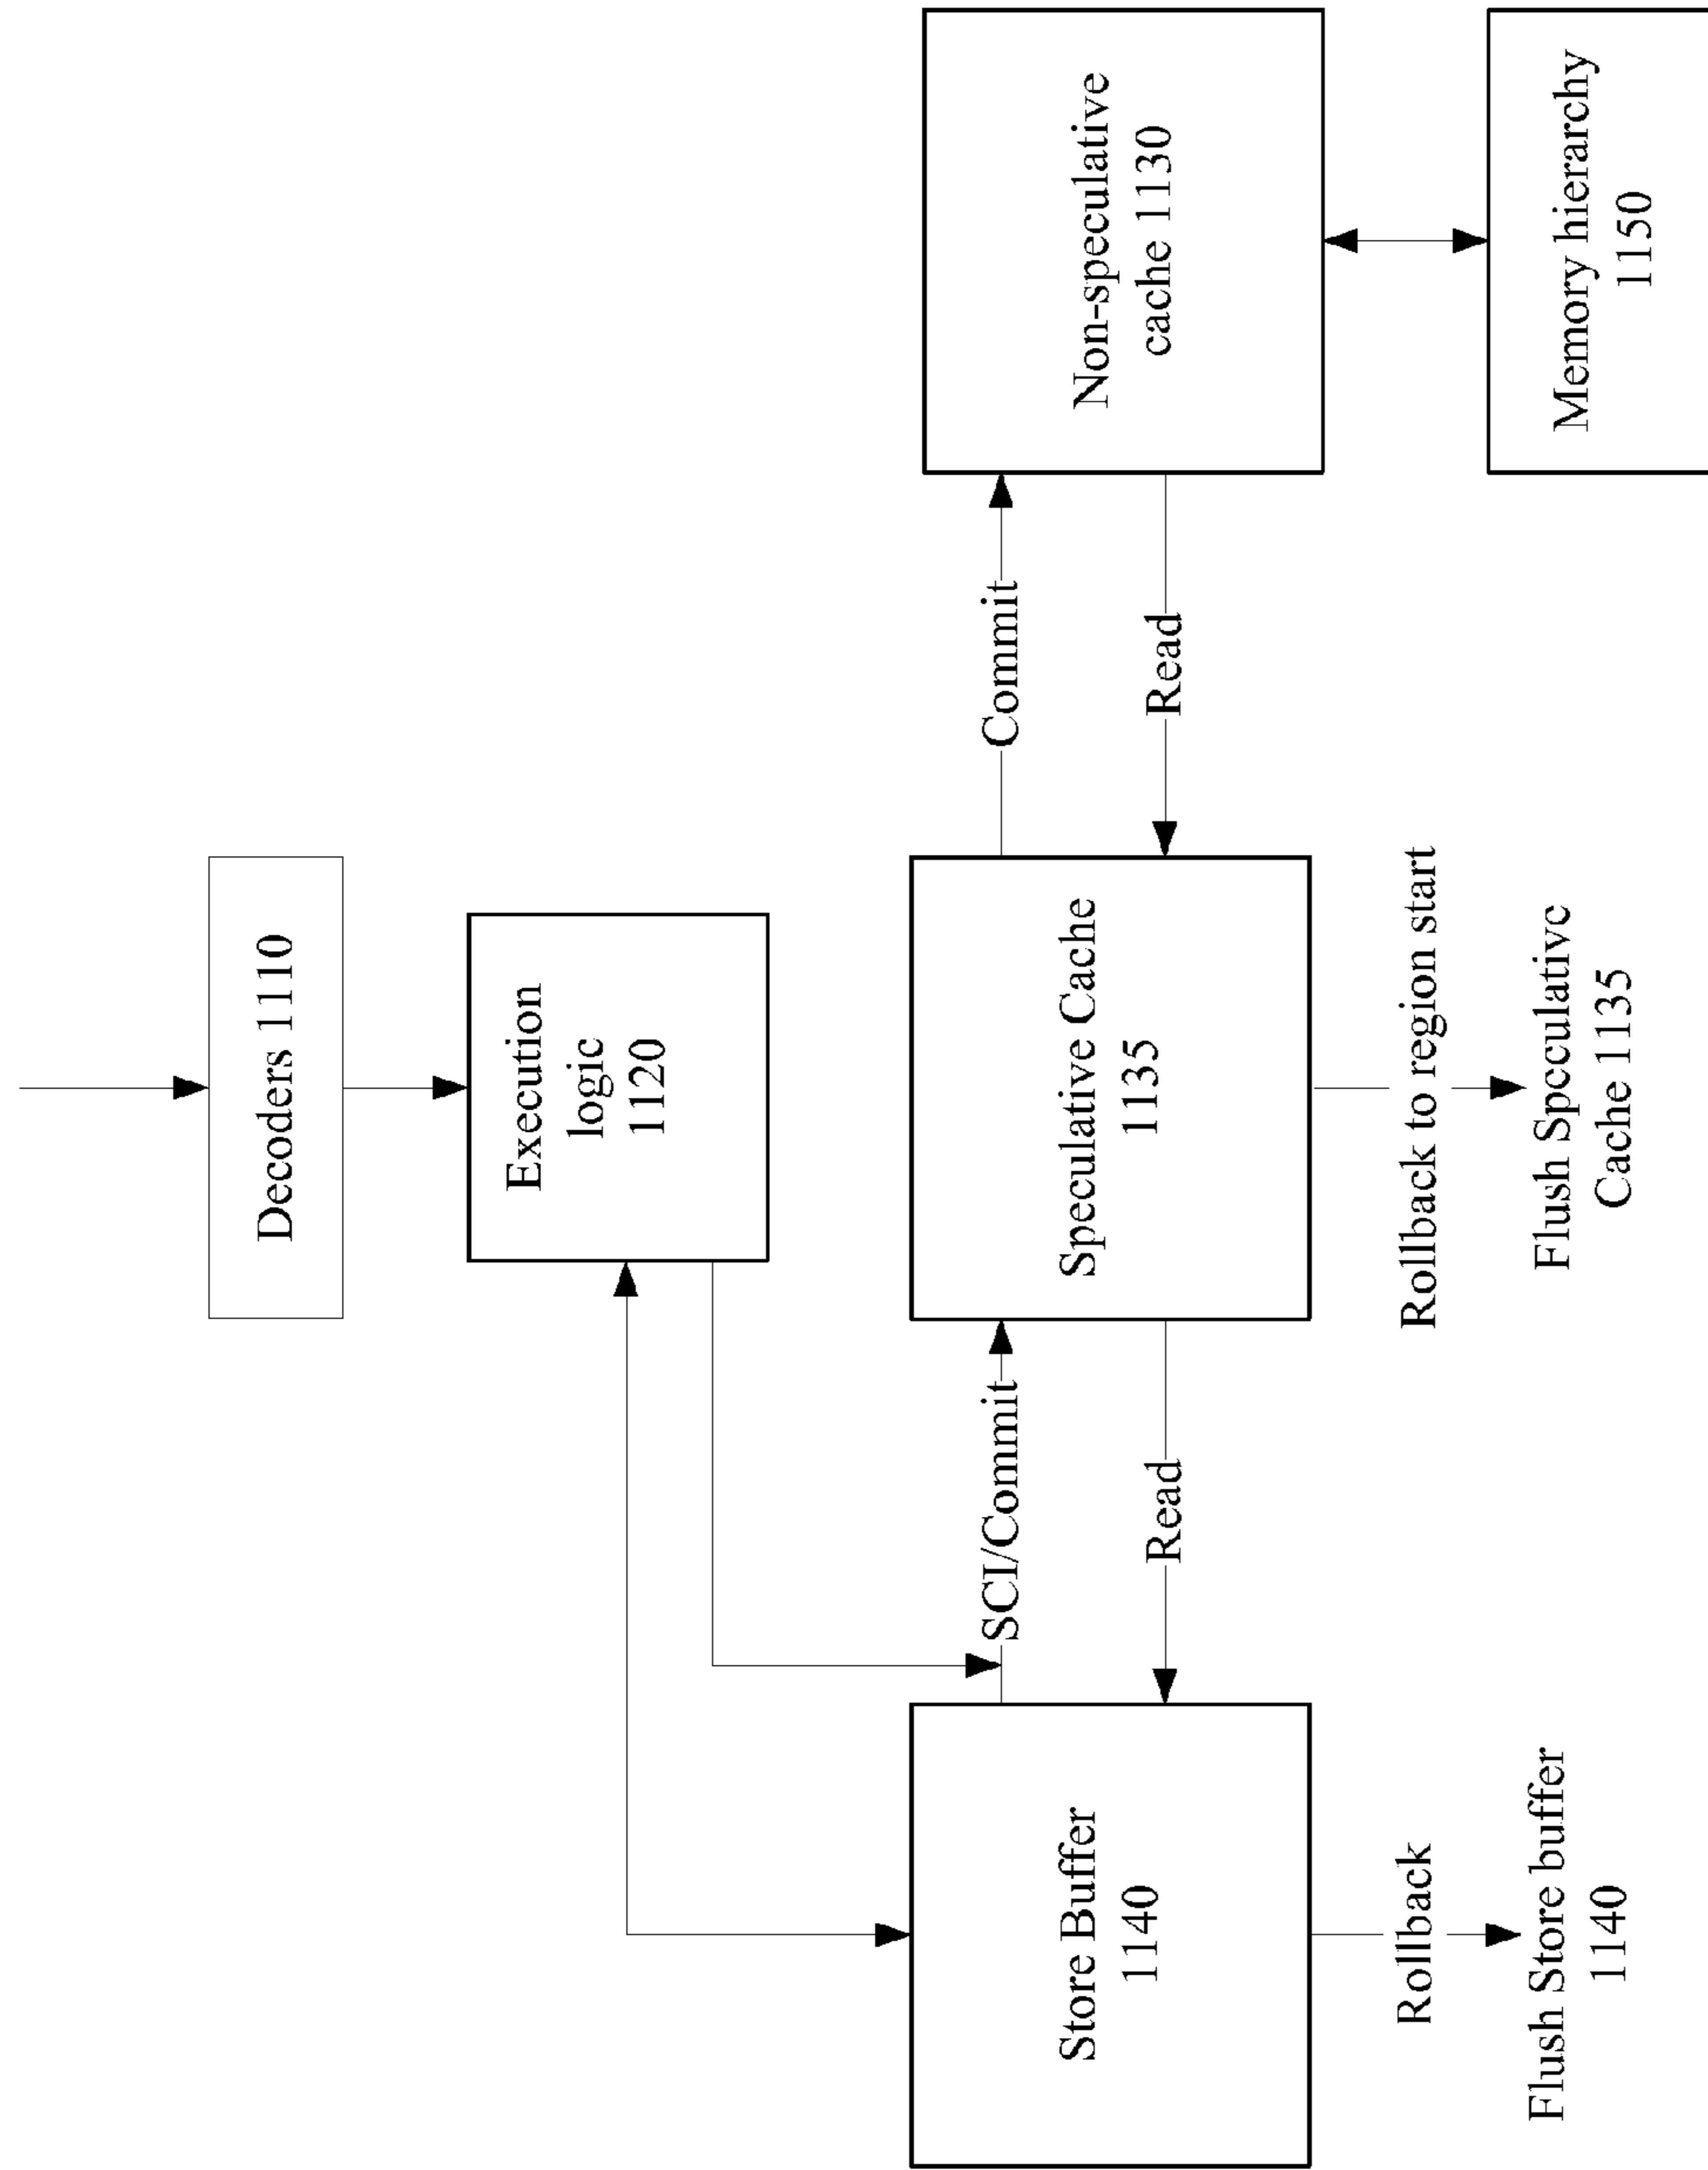 Decoders 1110
Execution
logic
1120
Store Buffer
1140
SCI/Commit
Read
Speculative Cache
1135
Commit
Read
Non-speculative
cache 1130
Rollback
Flush Store buffer
1140
Rollback to region start
Flush Speculative
Cache 1135
Memory hierarchy
1150